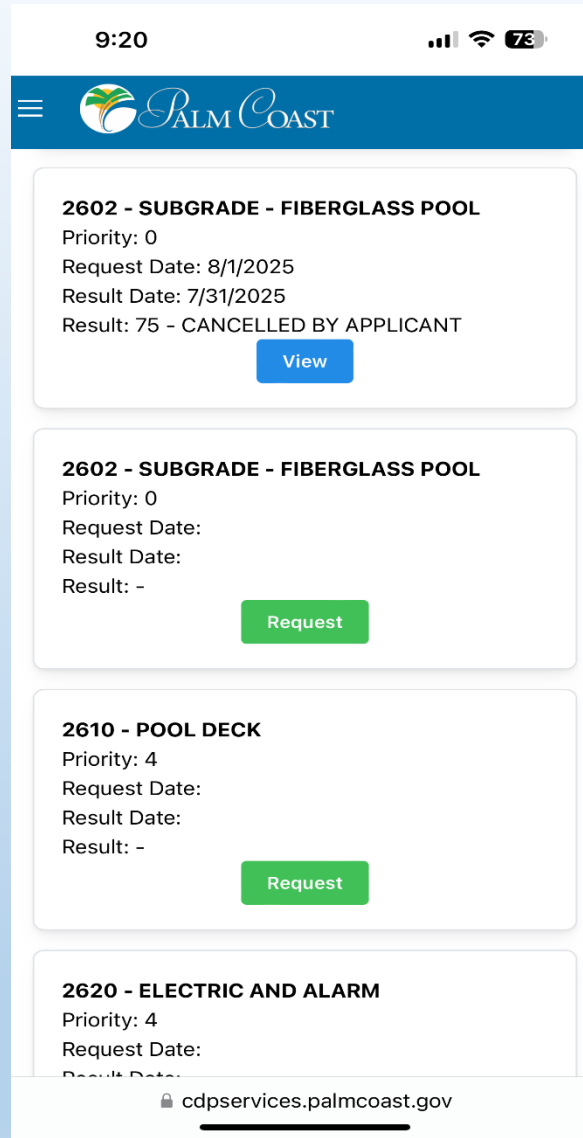 9:20
73
PALM COAST
2602 - SUBGRADE - FIBERGLASS POOL
Priority: 0
Request Date: 8/1/2025
Result Date: 7/31/2025
Result: 75 - CANCELLED BY APPLICANT
View
2602 - SUBGRADE - FIBERGLASS POOL
Priority: 0
Request Date:
Result Date:
Result: -
Request
2610 - POOL DECK
Priority: 4
Request Date:
Result Date:
Result: -
Request
2620 - ELECTRIC AND ALARM
Priority: 4
Request Date:
Result Date:
cdpservices.palmcoast.gov